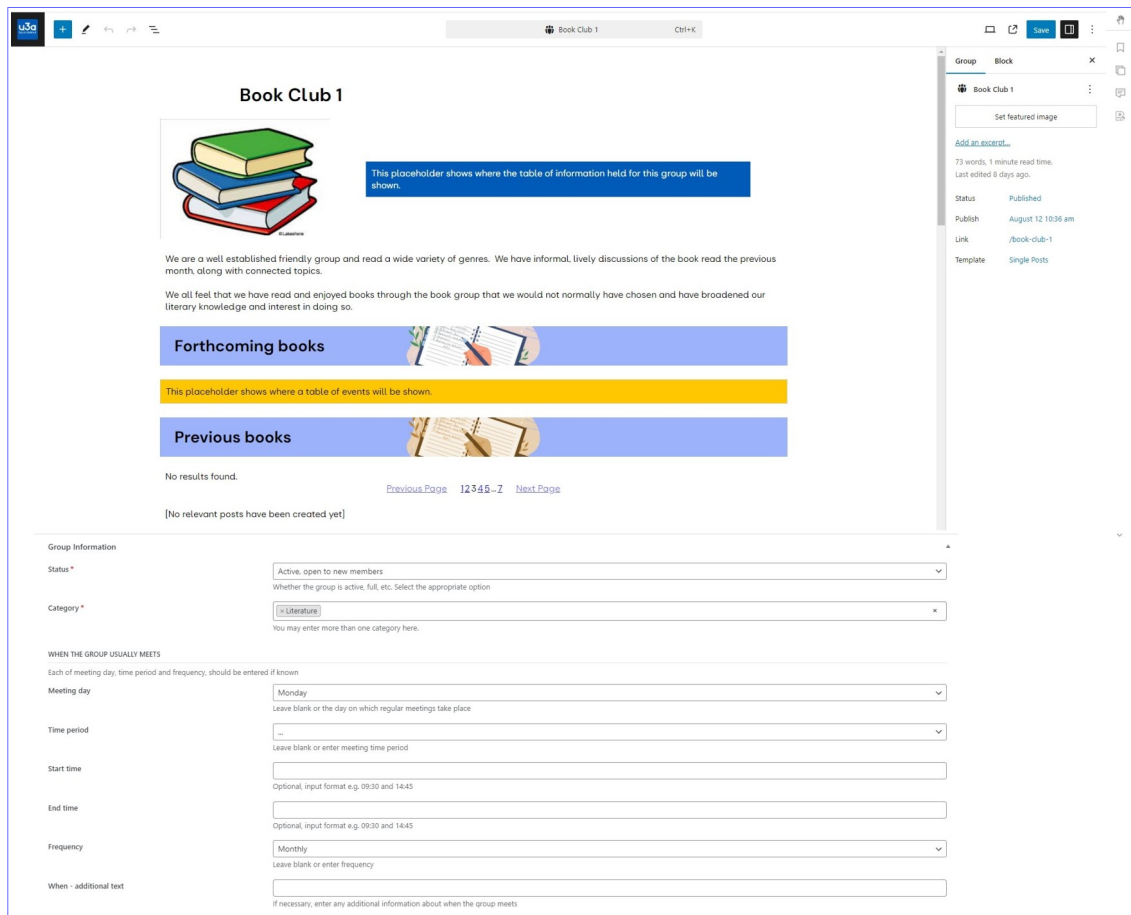 u3a
Book Club 1 Ctrl+K
Save
Group Block
Book Club 1
Set featured image
Add an excerpt...
73 words, 1 minute read time.
Last edited 8 days ago.
Status Published
Publish August 12 10:36 am
Link /book-club-1
Template Single Posts
Book Club 1
©Lakeshore
This placeholder shows where the table of information held for this group will be
shown.
We are a well established friendly group and read a wide variety of genres. We have informal, lively discussions of the book read the previous
month, along with connected topics.
We all feel that we have read and enjoyed books through the book group that we would not normally have chosen and have broadened our
literary knowledge and interest in doing so.
Forthcoming books
This placeholder shows where a table of events will be shown.
Previous books
No results found.
Previous Page 1 2 3 4 5 … 7 Next Page
[No relevant posts have been created yet]
Group Information
Status *
Active, open to new members
Whether the group is active, full, etc. Select the appropriate option
Category *
× Literature ×
You may enter more than one category here.
WHEN THE GROUP USUALLY MEETS
Each of meeting day, time period and frequency, should be entered if known
Meeting day
Monday
Leave blank or the day on which regular meetings take place
Time period
...
Leave blank or enter meeting time period
Start time
Optional, input format e.g. 09:30 and 14:45
End time
Optional, input format e.g. 09:30 and 14:45
Frequency
Monthly
Leave blank or enter frequency
When - additional text
If necessary, enter any additional information about when the group meets